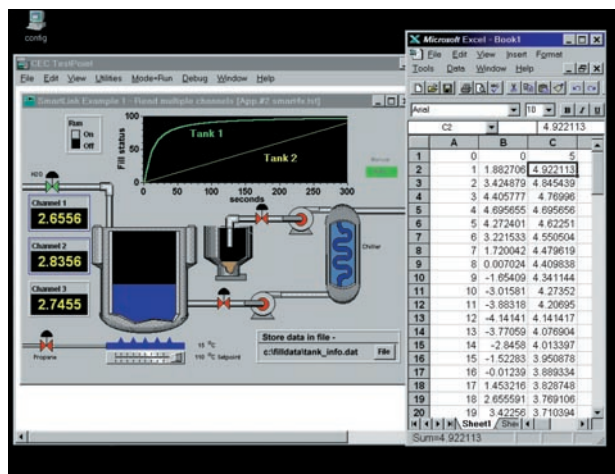 config
CEC TestPoint
File Edit View Utilities Mode=Run Debug Window Help
SmartLink Example 1 - Read multiple channels [App.#2 smartfx.tst]
Run
On
Off
Fill status
100
50
0
Tank 1
Tank 2
0 50 100 150 200 250 300
seconds
H2O
Channel 1
2.6556
Channel 2
2.8356
Channel 3
2.7455
Chiller
Propane
15 °C
110 °C Setpoint
Store data in file -
c:\filldata\tank_info.dat File
Microsoft Excel - Book1
File Edit View Insert Format
Tools Data Window Help
Arial 10 B I U
C2 4.922113
A B C
1 0 0 5
2 1 1.882706 4.922113
3 2 3.424879 4.845439
4 3 4.405777 4.76996
5 4 4.695655 4.695656
6 5 4.272401 4.62251
7 6 3.221533 4.550504
8 7 1.720042 4.479619
9 8 0.007024 4.409838
10 9 -1.65409 4.341144
11 10 -3.01581 4.27352
12 11 -3.88318 4.20695
13 12 -4.14141 4.141417
14 13 -3.77059 4.076904
15 14 -2.8458 4.013397
16 15 -1.52283 3.950878
17 16 -0.01239 3.889334
18 17 1.453216 3.828748
19 18 2.655591 3.769106
20 19 3.42256 3.710394
Sheet1
Sum=4.922113